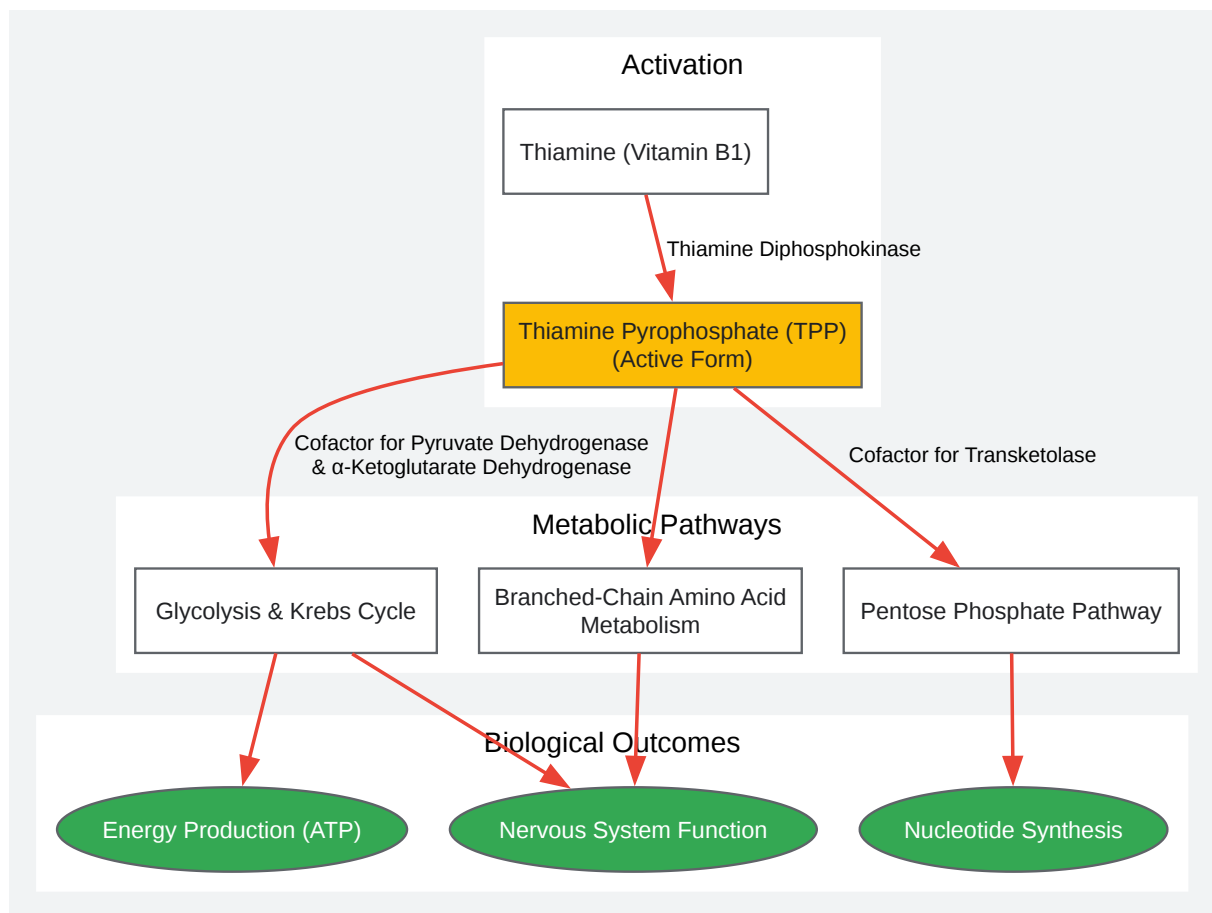 Activation
Thiamine (Vitamin B1)
Thiamine Diphosphokinase
Thiamine Pyrophosphate (TPP)
(Active Form)
Cofactor for Pyruvate Dehydrogenase
& α-Ketoglutarate Dehydrogenase
Cofactor for Transketolase
Metabolic Pathways
Glycolysis & Krebs Cycle
Branched-Chain Amino Acid
Metabolism
Pentose Phosphate Pathway
Biological Outcomes
Energy Production (ATP)
Nervous System Function
Nucleotide Synthesis